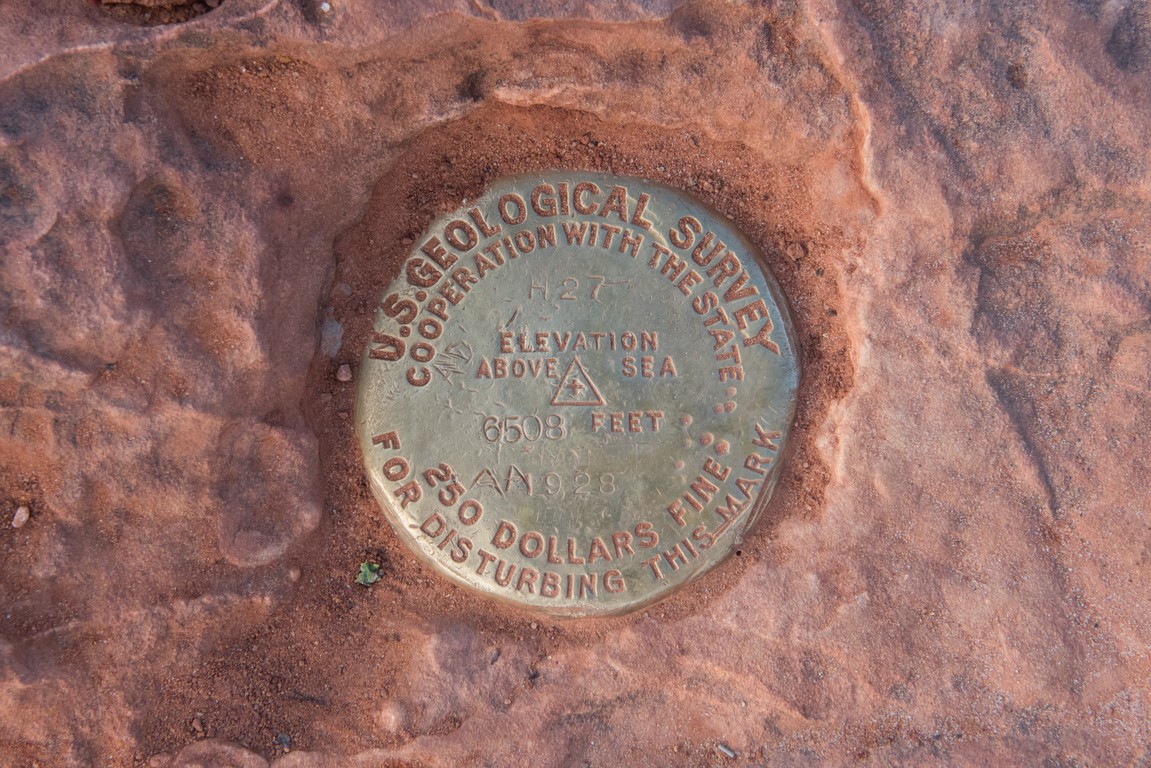 U.S. GEOLOGICAL SURVEY
COOPERATION WITH THE STATE
H27
ELEVATION
ABOVE SEA
6508 FEET
1928
250 DOLLARS FINE
FOR DISTURBING THIS MARK